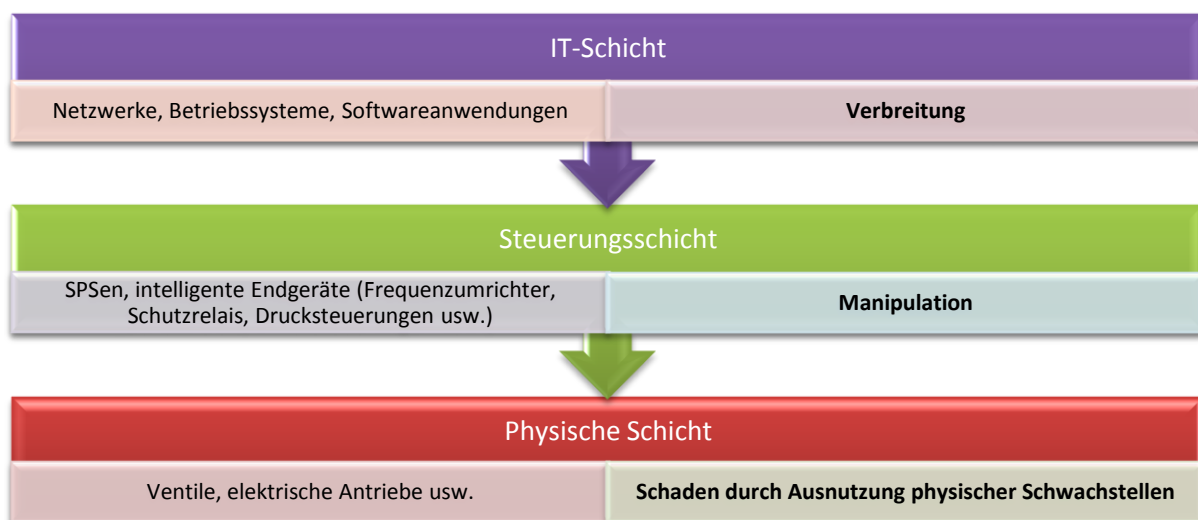 IT-Schicht
Netzwerke, Betriebssysteme, Softwareanwendungen
Verbreitung
Steuerungsschicht
SPSen, intelligente Endgeräte (Frequenzumrichter,
Schutzrelais, Drucksteuerungen usw.)
Manipulation
Physische Schicht
Ventile, elektrische Antriebe usw.
Schaden durch Ausnutzung physischer Schwachstellen